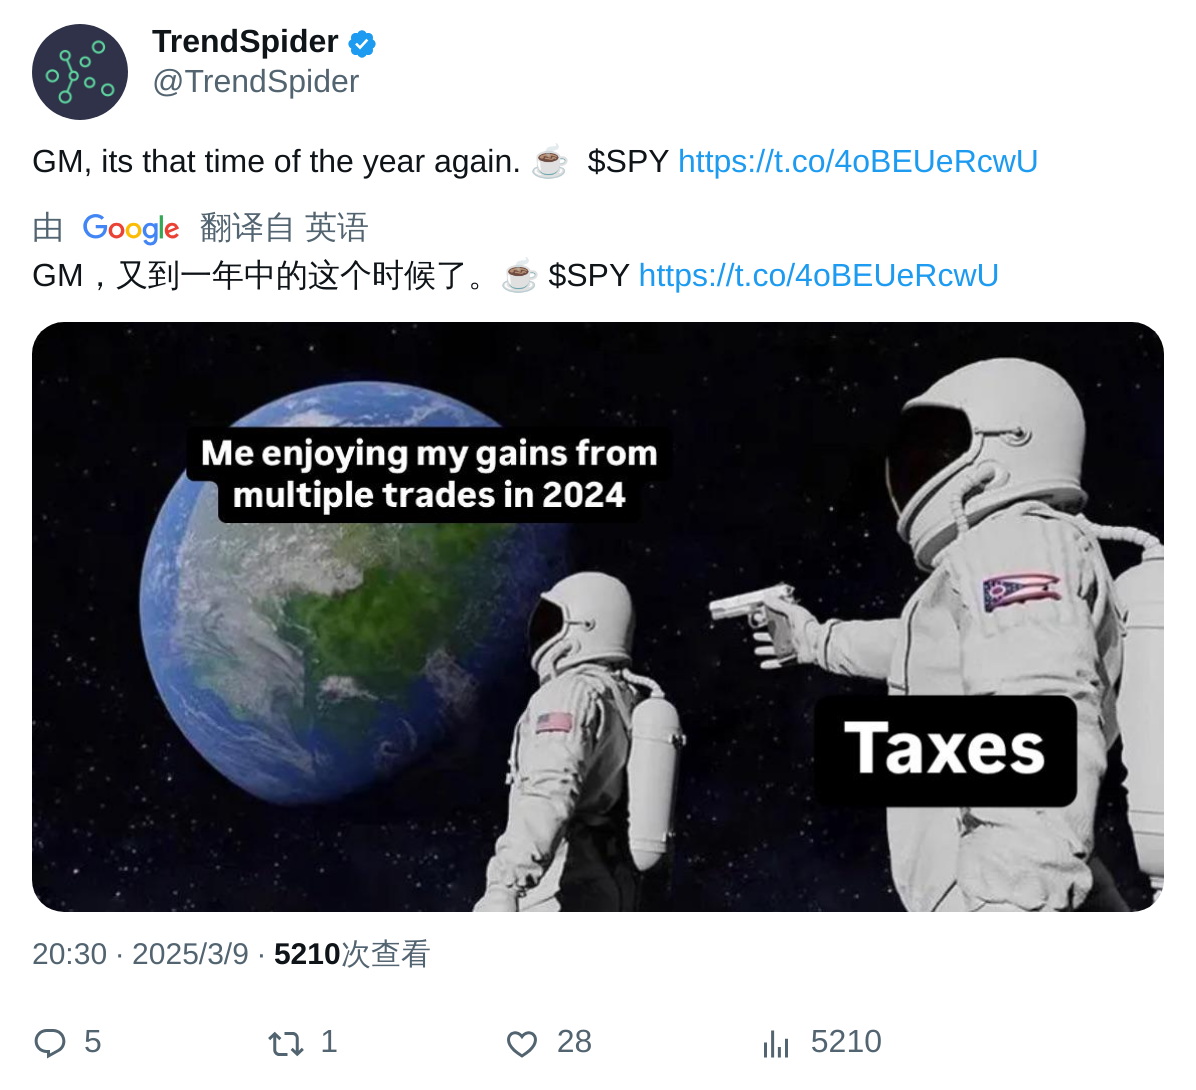 TrendSpider
@TrendSpider
GM, its that time of the year again. ☕ $SPY https://t.co/4oBEUeRcwU
由 Google 翻译自 英语
GM，又到一年中的这个时候了。☕ $SPY https://t.co/4oBEUeRcwU
Me enjoying my gains from
multiple trades in 2024
Taxes
20:30 · 2025/3/9 · 5210次查看
5 1 28 5210